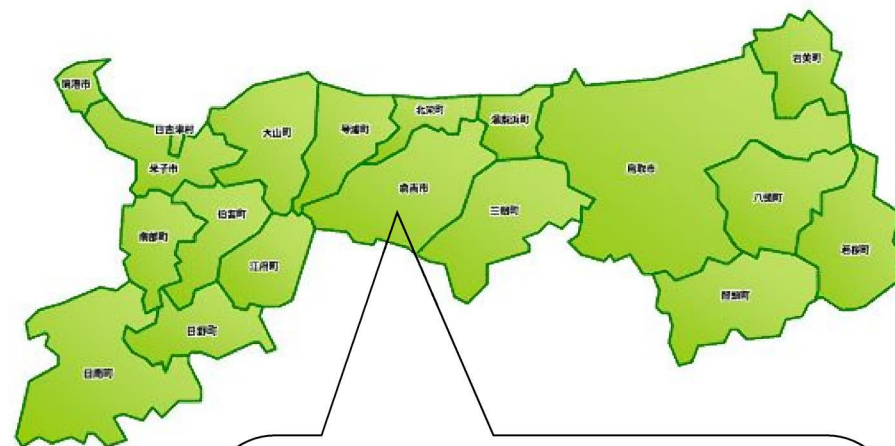 岩美町
境港市
北栄町
湯梨浜町
日吉津村
大山町
琴浦町
米子市
鳥取市
倉吉市
八頭町
三朝町
伯耆町
南部町
若桜町
江府町
智頭町
日野町
日南町